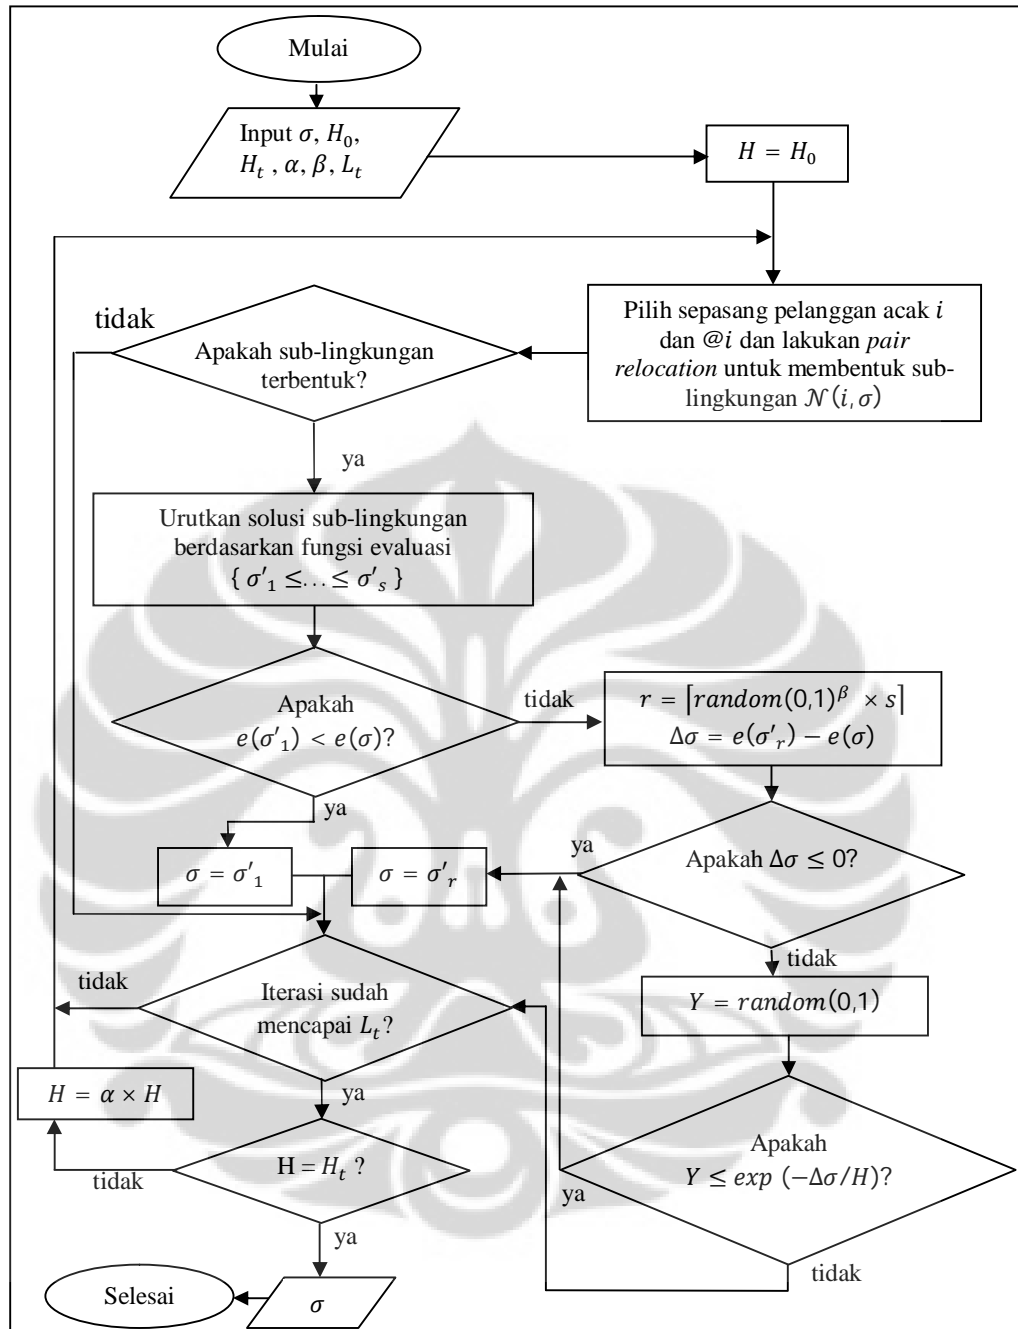 Mulai
Input σ, H₀,
Hₜ , α, β, Lₜ
H = H₀
Pilih sepasang pelanggan acak i
dan @i dan lakukan pair
relocation untuk membentuk sub-
lingkungan 𝒩(i, σ)
tidak
Apakah sub-lingkungan
terbentuk?
ya
Urutkan solusi sub-lingkungan
berdasarkan fungsi evaluasi
{ σ′₁ ≤…≤ σ′ₛ }
Apakah
e(σ′₁) < e(σ)?
tidak
r = ⌈random(0,1)^β × s⌉
Δσ = e(σ′ᵣ) − e(σ)
ya
σ = σ′₁
σ = σ′ᵣ
ya
Apakah Δσ ≤ 0?
tidak
Y = random(0,1)
tidak
Iterasi sudah
mencapai Lₜ?
ya
H = α × H
tidak
H = Hₜ ?
Apakah
Y ≤ exp (−Δσ/H)?
ya
tidak
ya
σ
Selesai